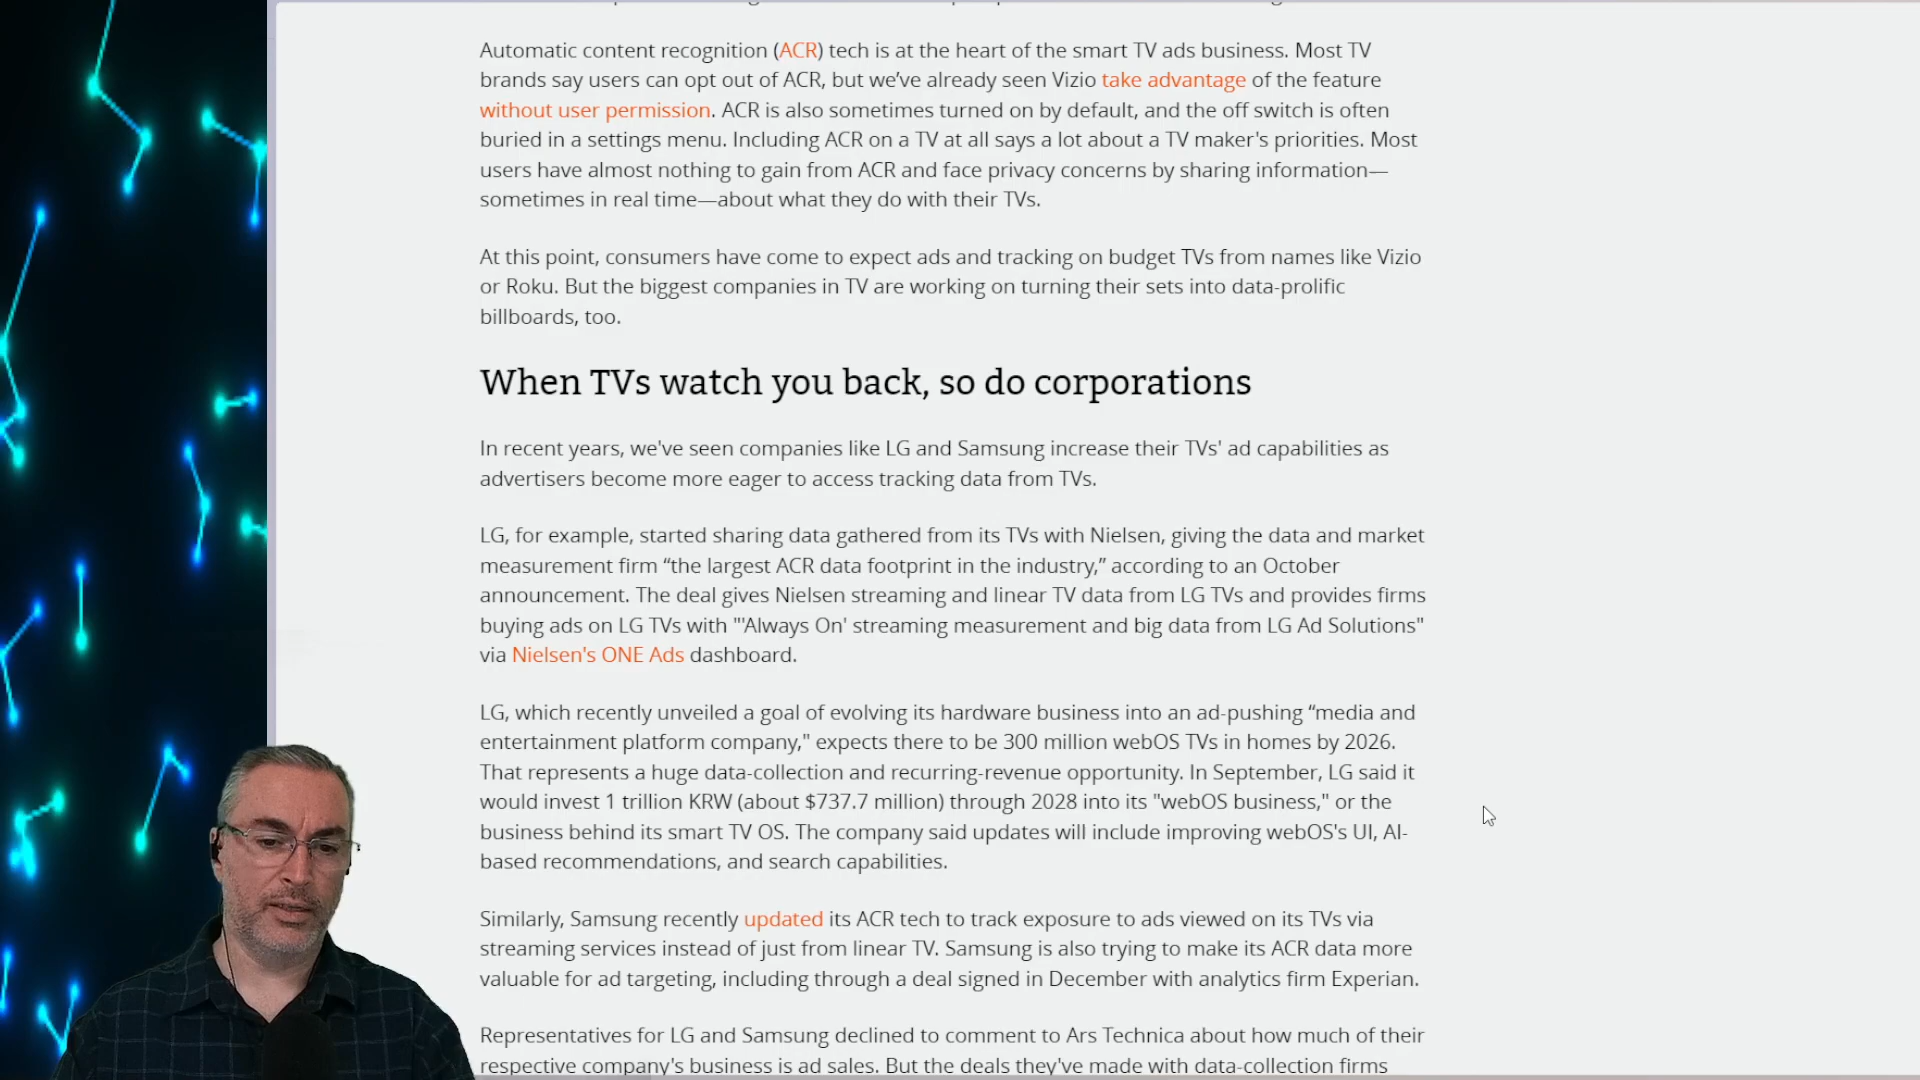 Automatic content recognition (ACR) tech is at the heart of the smart TV ads business. Most TV
brands say users can opt out of ACR, but we’ve already seen Vizio take advantage of the feature
without user permission. ACR is also sometimes turned on by default, and the off switch is often
buried in a settings menu. Including ACR on a TV at all says a lot about a TV maker's priorities. Most
users have almost nothing to gain from ACR and face privacy concerns by sharing information—
sometimes in real time—about what they do with their TVs.
At this point, consumers have come to expect ads and tracking on budget TVs from names like Vizio
or Roku. But the biggest companies in TV are working on turning their sets into data-prolific
billboards, too.
When TVs watch you back, so do corporations
In recent years, we've seen companies like LG and Samsung increase their TVs' ad capabilities as
advertisers become more eager to access tracking data from TVs.
LG, for example, started sharing data gathered from its TVs with Nielsen, giving the data and market
measurement firm “the largest ACR data footprint in the industry,” according to an October
announcement. The deal gives Nielsen streaming and linear TV data from LG TVs and provides firms
buying ads on LG TVs with "'Always On' streaming measurement and big data from LG Ad Solutions"
via Nielsen's ONE Ads dashboard.
LG, which recently unveiled a goal of evolving its hardware business into an ad-pushing “media and
entertainment platform company," expects there to be 300 million webOS TVs in homes by 2026.
That represents a huge data-collection and recurring-revenue opportunity. In September, LG said it
would invest 1 trillion KRW (about $737.7 million) through 2028 into its "webOS business," or the
business behind its smart TV OS. The company said updates will include improving webOS's UI, AI-
based recommendations, and search capabilities.
Similarly, Samsung recently updated its ACR tech to track exposure to ads viewed on its TVs via
streaming services instead of just from linear TV. Samsung is also trying to make its ACR data more
valuable for ad targeting, including through a deal signed in December with analytics firm Experian.
Representatives for LG and Samsung declined to comment to Ars Technica about how much of their
respective company's business is ad sales. But the deals they've made with data-collection firms